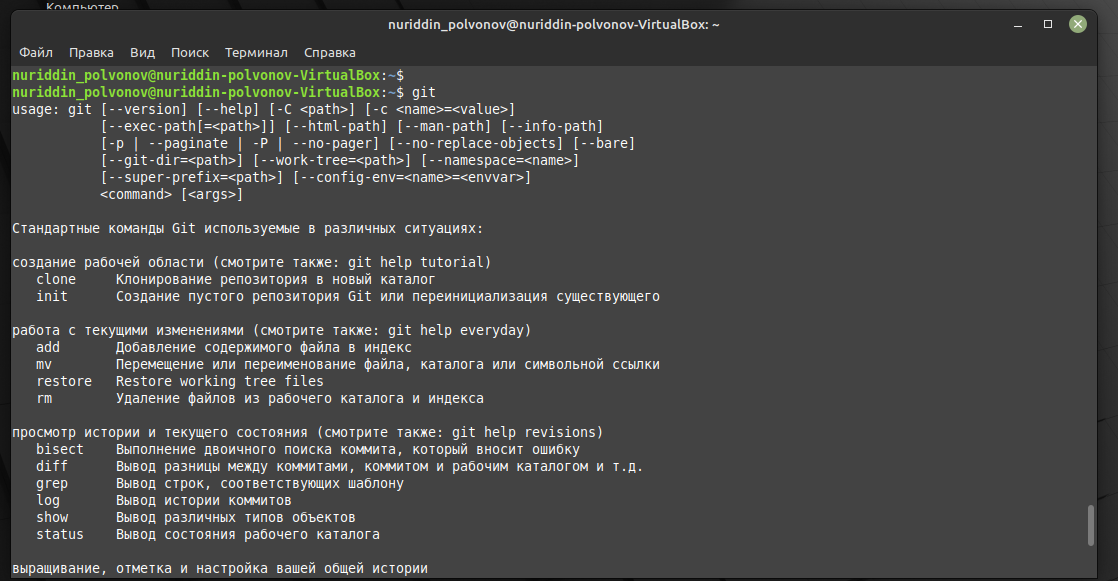 Компьютер
nuriddin_polvonov@nuriddin-polvonov-VirtualBox: ~
Файл Правка Вид Поиск Терминал Справка
nuriddin_polvonov@nuriddin-polvonov-VirtualBox:~$
nuriddin_polvonov@nuriddin-polvonov-VirtualBox:~$ git
usage: git [--version] [--help] [-C <path>] [-c <name>=<value>]
           [--exec-path[=<path>]] [--html-path] [--man-path] [--info-path]
           [-p | --paginate | -P | --no-pager] [--no-replace-objects] [--bare]
           [--git-dir=<path>] [--work-tree=<path>] [--namespace=<name>]
           [--super-prefix=<path>] [--config-env=<name>=<envvar>]
           <command> [<args>]
Стандартные команды Git используемые в различных ситуациях:
создание рабочей области (смотрите также: git help tutorial)
   clone     Клонирование репозитория в новый каталог
   init      Создание пустого репозитория Git или переинициализация существующего
работа с текущими изменениями (смотрите также: git help everyday)
   add       Добавление содержимого файла в индекс
   mv        Перемещение или переименование файла, каталога или символьной ссылки
   restore   Restore working tree files
   rm        Удаление файлов из рабочего каталога и индекса
просмотр истории и текущего состояния (смотрите также: git help revisions)
   bisect    Выполнение двоичного поиска коммита, который вносит ошибку
   diff      Вывод разницы между коммитами, коммитом и рабочим каталогом и т.д.
   grep      Вывод строк, соответствующих шаблону
   log       Вывод истории коммитов
   show      Вывод различных типов объектов
   status    Вывод состояния рабочего каталога
выращивание, отметка и настройка вашей общей истории